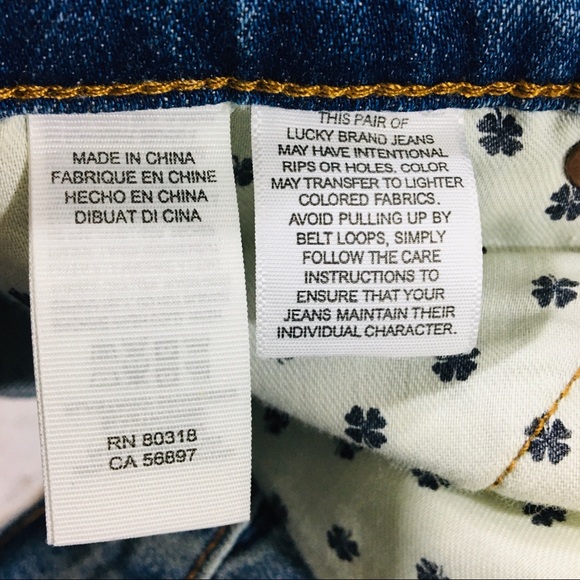 MADE IN CHINA
FABRIQUE EN CHINE
HECHO EN CHINA
DIBUAT DI CINA
RN 80318
CA 56897
THIS PAIR OF
LUCKY BRAND JEANS
MAY HAVE INTENTIONAL
RIPS OR HOLES. COLOR
MAY TRANSFER TO LIGHTER
COLORED FABRICS.
AVOID PULLING UP BY
BELT LOOPS, SIMPLY
FOLLOW THE CARE
INSTRUCTIONS TO
ENSURE THAT YOUR
JEANS MAINTAIN THEIR
INDIVIDUAL CHARACTER.